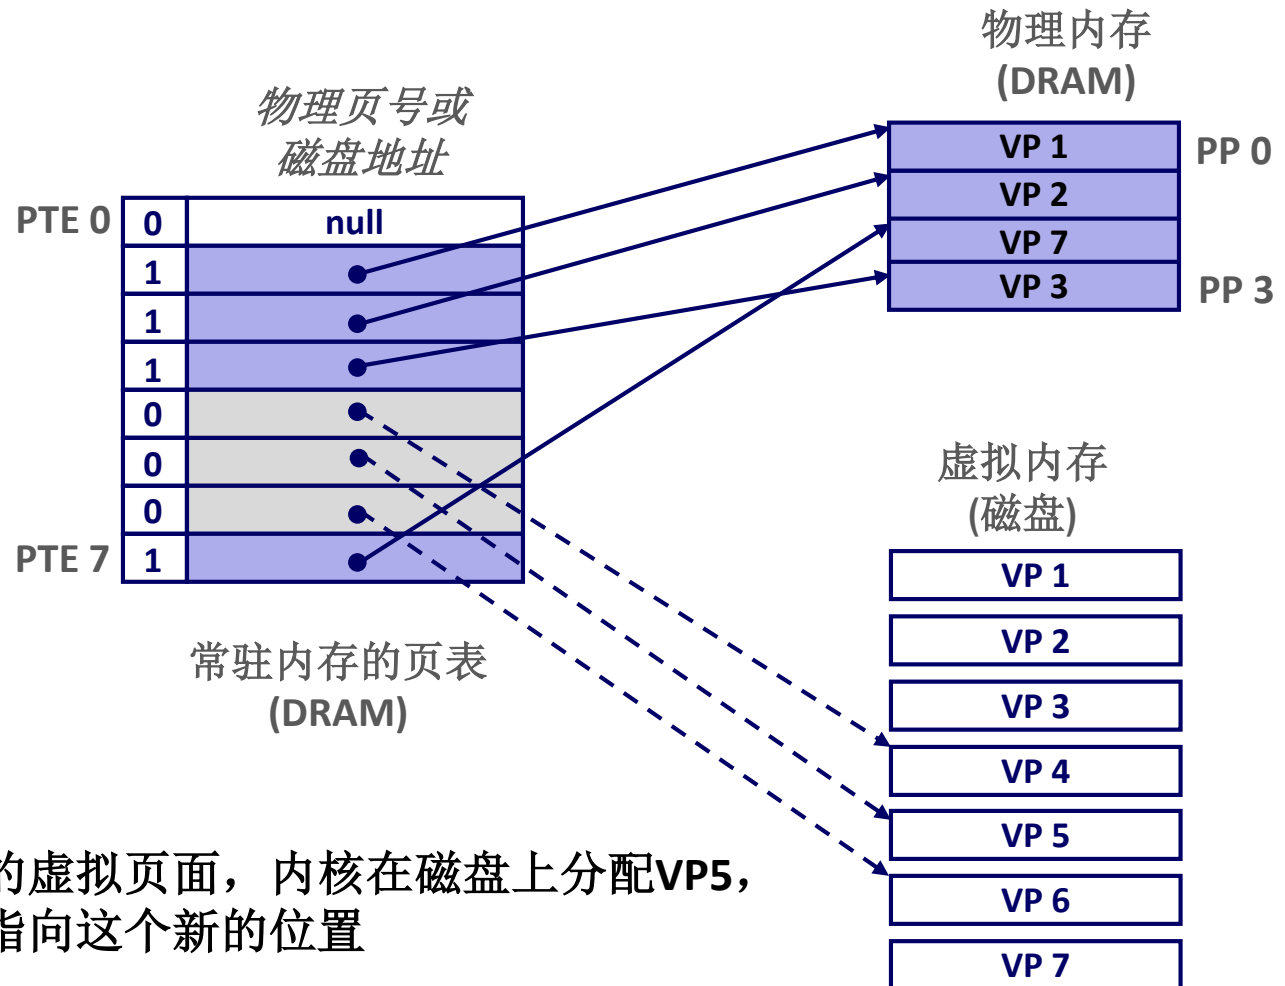 物理内存
(DRAM)
物理页号或
磁盘地址
VP 1
PP 0
VP 2
VP 7
VP 3
PP 3
PTE 0
0
null
1
1
1
0
0
0
PTE 7
1
常驻内存的页表
(DRAM)
虚拟内存
(磁盘)
VP 1
VP 2
VP 3
VP 4
VP 5
VP 6
VP 7
的虚拟页面，内核在磁盘上分配VP5，
指向这个新的位置